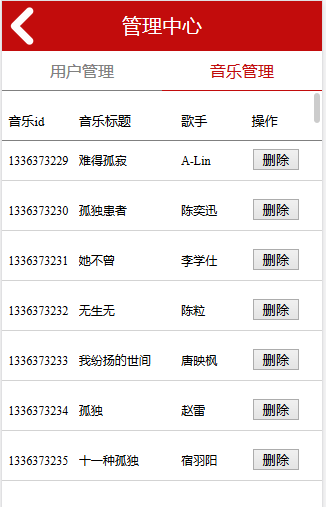 管理中心
用户管理 音乐管理
音乐id 音乐标题 歌手 操作
1336373229 难得孤寂 A-Lin 删除
1336373230 孤独患者 陈奕迅 删除
1336373231 她不曾 李学仕 删除
1336373232 无生无 陈粒 删除
1336373233 我纷扬的世间 唐映枫 删除
1336373234 孤独 赵雷 删除
1336373235 十一种孤独 宿羽阳 删除